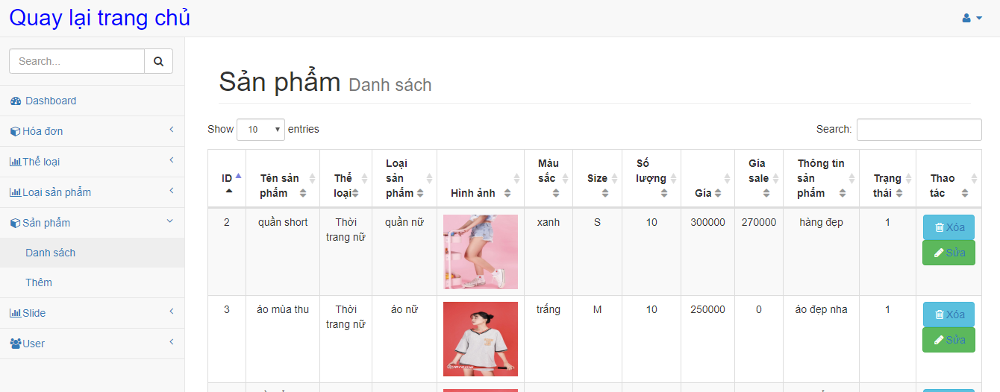 Quay lại trang chủ
Search...
Dashboard
Hóa đơn
Thể loại
Loại sản phẩm
Sản phẩm
Danh sách
Thêm
Slide
User
Sản phẩm Danh sách
Show 10 entries
Search:
ID
Tên sản
phẩm
Thể
loại
Loại
sản
phẩm
Hình ảnh
Màu
sắc
Size
Số
lượng
Gía
Gía
sale
Thông tin
sản
phẩm
Trạng
thái
Thao
tác
2
quần short
Thời
trang nữ
quần nữ
xanh
S
10
300000
270000
hàng đẹp
1
Xóa
Sửa
3
áo mùa thu
Thời
trang nữ
áo nữ
Supreme
trắng
M
10
250000
0
áo đẹp nha
1
Xóa
Sửa